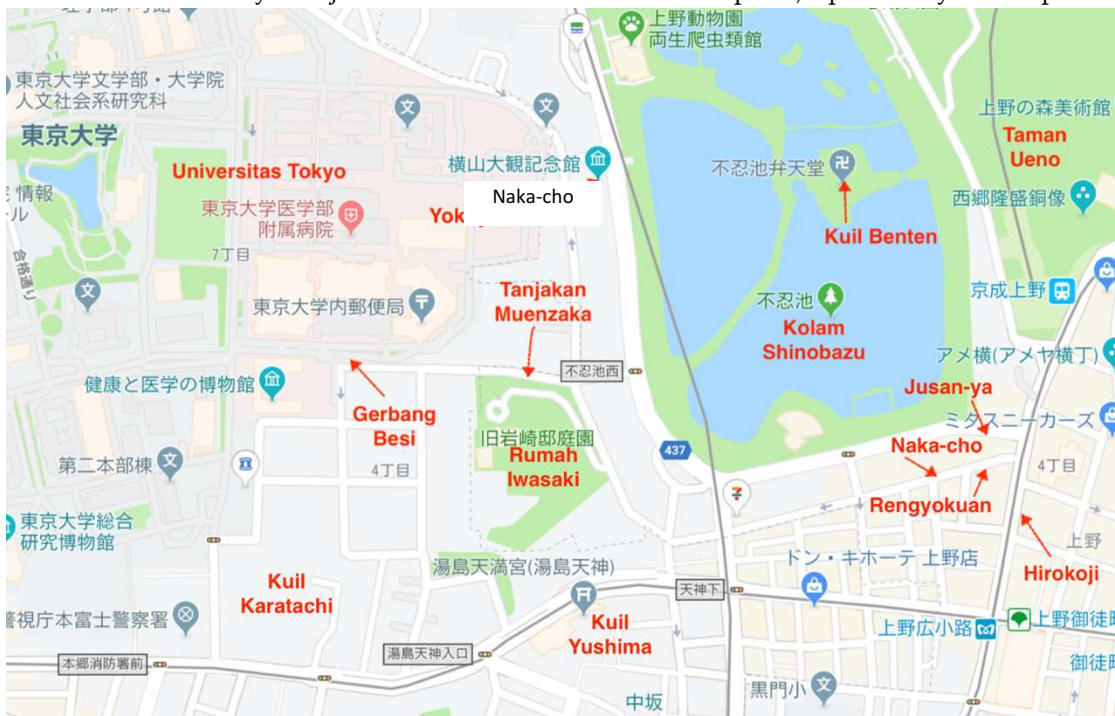 上野動物園
両生爬虫類館
東京大学文学部・大学院
人文社会系研究科
東京大学
上野の森美術館
Taman
Ueno
Universitas Tokyo
横山大観記念館
不忍池弁天堂
Naka-cho
情報
西郷隆盛銅像
東京大学医学部
附属病院
Kuil Benten
7丁目
合格通り
Tanjakan
Muenzaka
京成上野
東京大学内郵便局
不忍池
Kolam
Shinobazu
アメ横(アメヤ横丁)
不忍池西
健康と医学の博物館
Jusan-ya
Gerbang
Besi
ミタスニーカーズ
旧岩崎邸庭園
437
Naka-cho
第二本部棟
4丁目
Rumah
Iwasaki
4丁目
Rengyokuan
東京大学総合
研究博物館
上野
湯島天満宮(湯島天神)
ドン・キホーテ 上野店
Hirokoji
Kuil
Karatachi
天神下
警視庁本富士警察署
Kuil
Yushima
上野広小路
上野御徒町
湯島天神入口
本郷消防署前
御徒町
中坂
黒門小